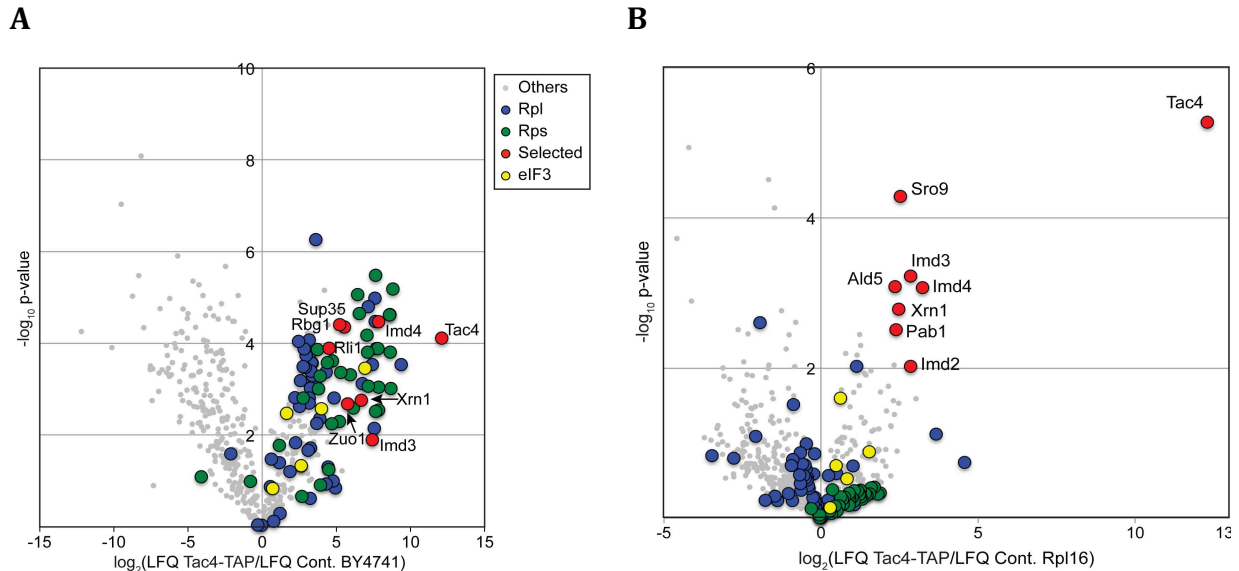 A
10
8
6
4
2
-log10 p-value
-15
-10
-5
0
5
10
15
log2(LFQ Tac4-TAP/LFQ Cont. BY4741)
Sup35
Rbg1
Rli1
Imd4
Tac4
Xrn1
Zuo1
Imd3
Others
Rpl
Rps
Selected
eIF3
B
6
4
2
-log10 p-value
-5
0
5
10
13
log2(LFQ Tac4-TAP/LFQ Cont. Rpl16)
Tac4
Sro9
Imd3
Ald5
Imd4
Xrn1
Pab1
Imd2